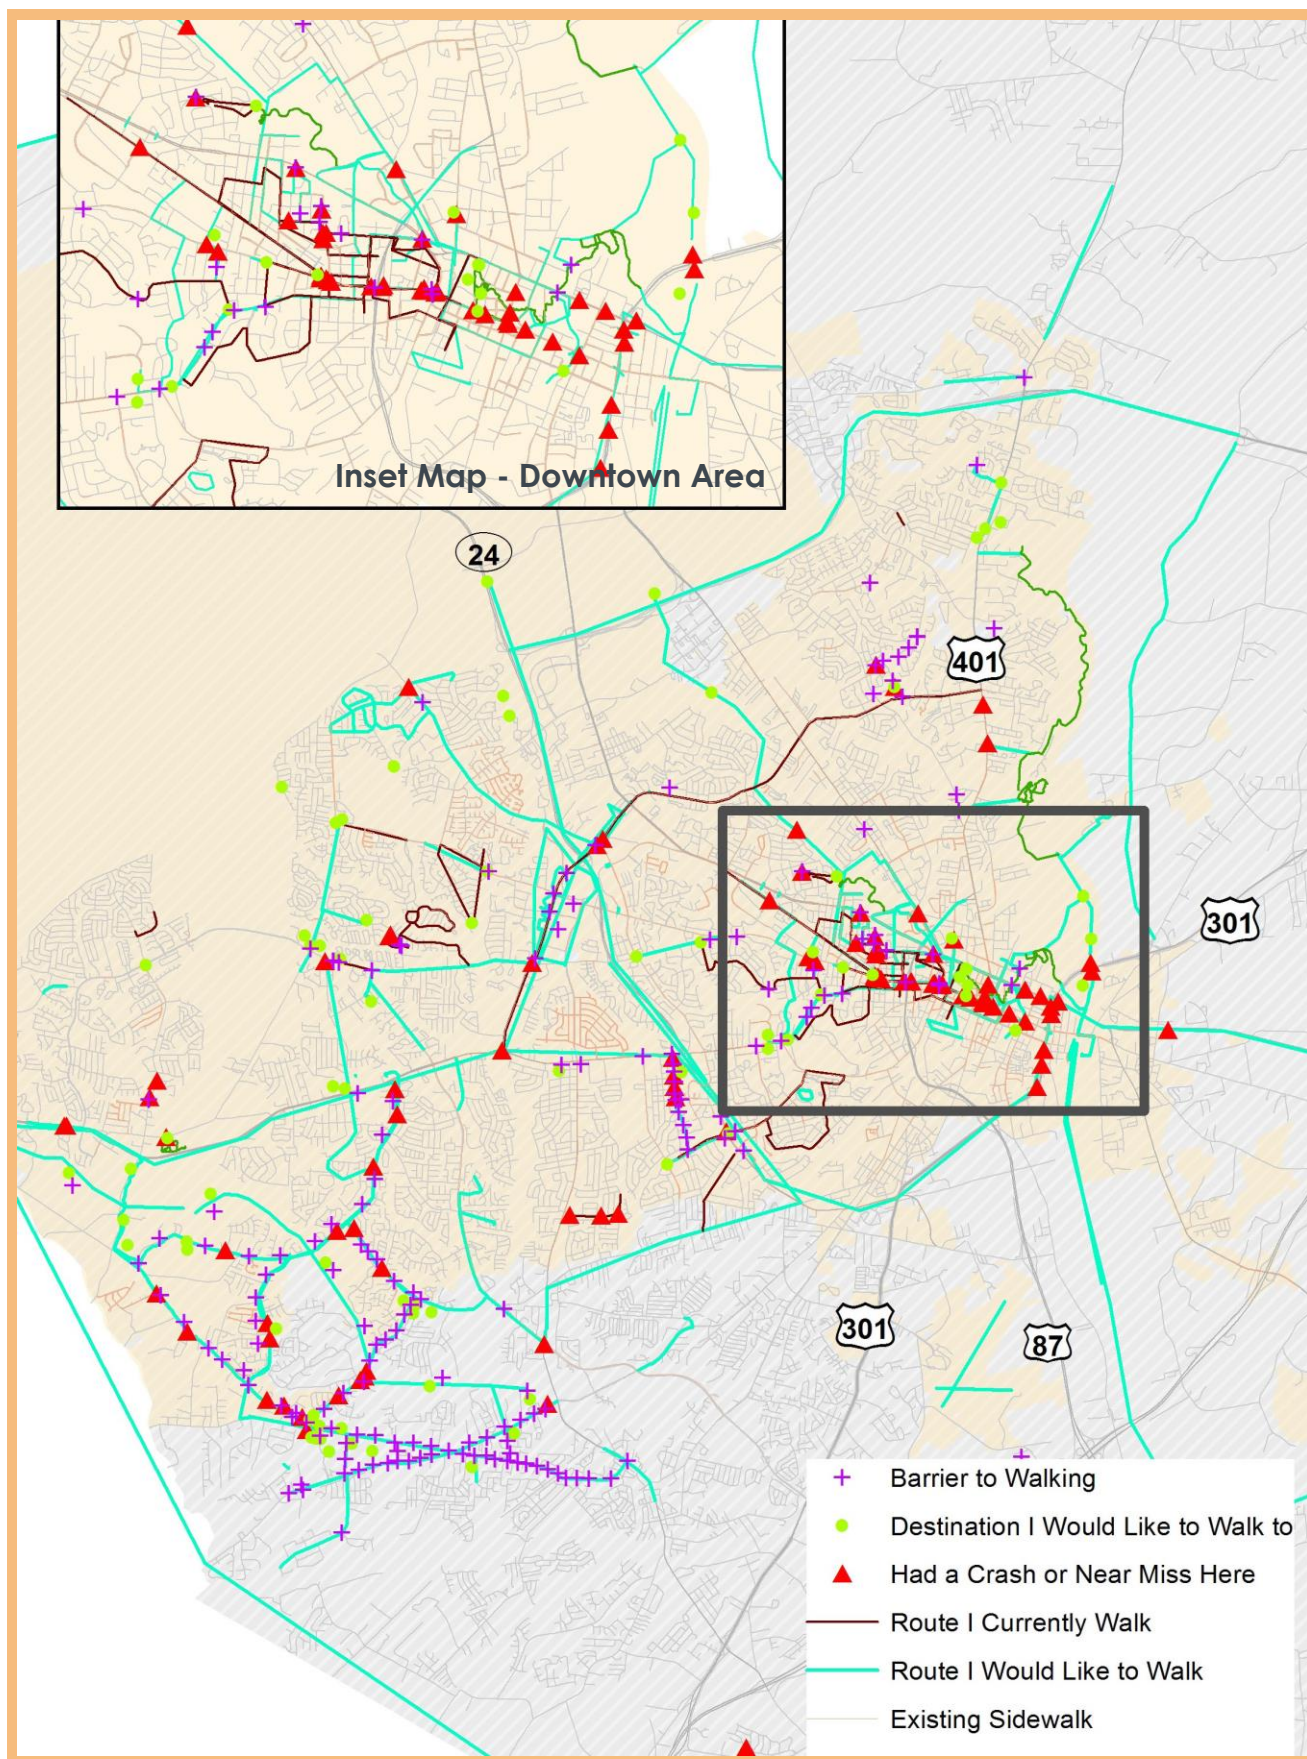 Inset Map - Downtown Area
24
401
301
301
87
Barrier to Walking
Destination I Would Like to Walk to
Had a Crash or Near Miss Here
Route I Currently Walk
Route I Would Like to Walk
Existing Sidewalk